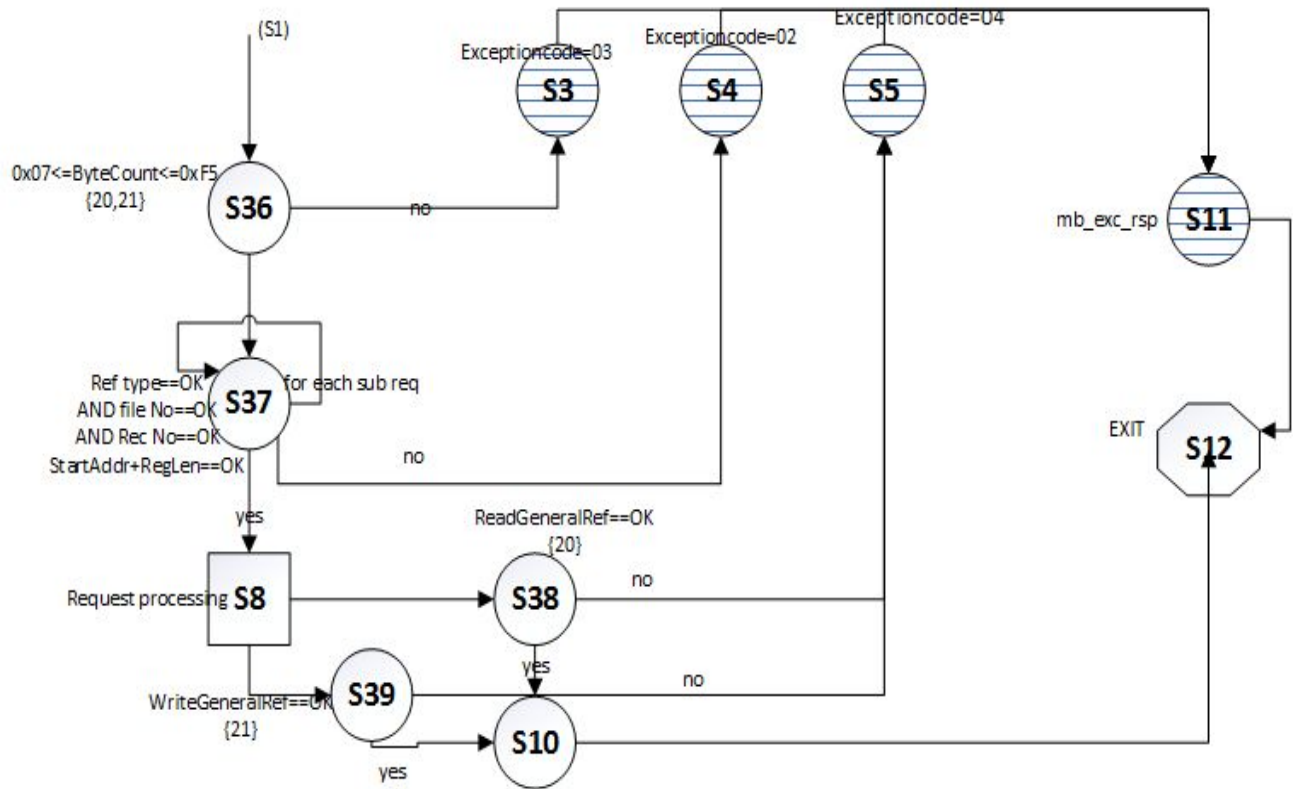 (S1)
Exceptioncode=03
Exceptioncode=02
Exceptioncode=04
S3
S4
S5
0x07<=ByteCount<=0xF5
{20,21}
S36
no
mb_exc_rsp
S11
Ref type==OK
for each sub req
AND file No==OK
S37
AND Rec No==OK
StartAddr+RegLen==OK
no
EXIT
S12
yes
ReadGeneralRef==OK
{20}
Request processing
S8
S38
no
yes
WriteGeneralRef==OK
{21}
S39
no
yes
S10